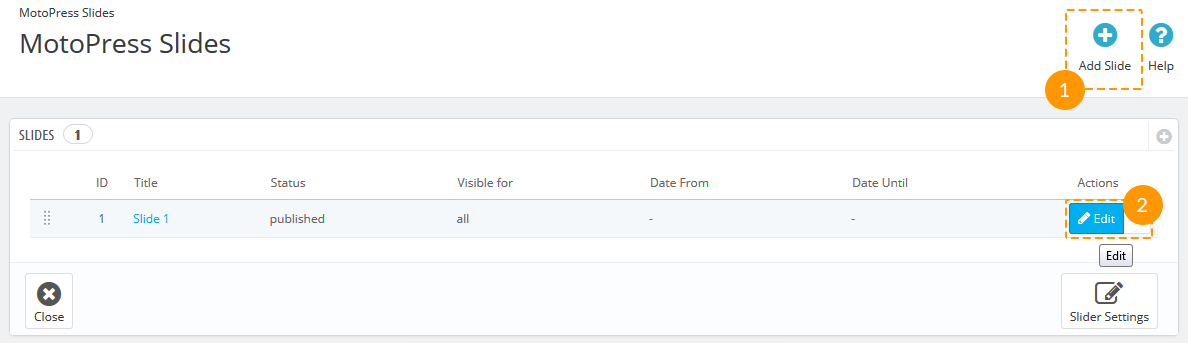 MotoPress Slides
MotoPress Slides
Add Slide
Help
1
SLIDES 1
ID Title Status Visible for Date From Date Until Actions
1 Slide 1 published all - - Edit
2
Edit
Close
Slider Settings